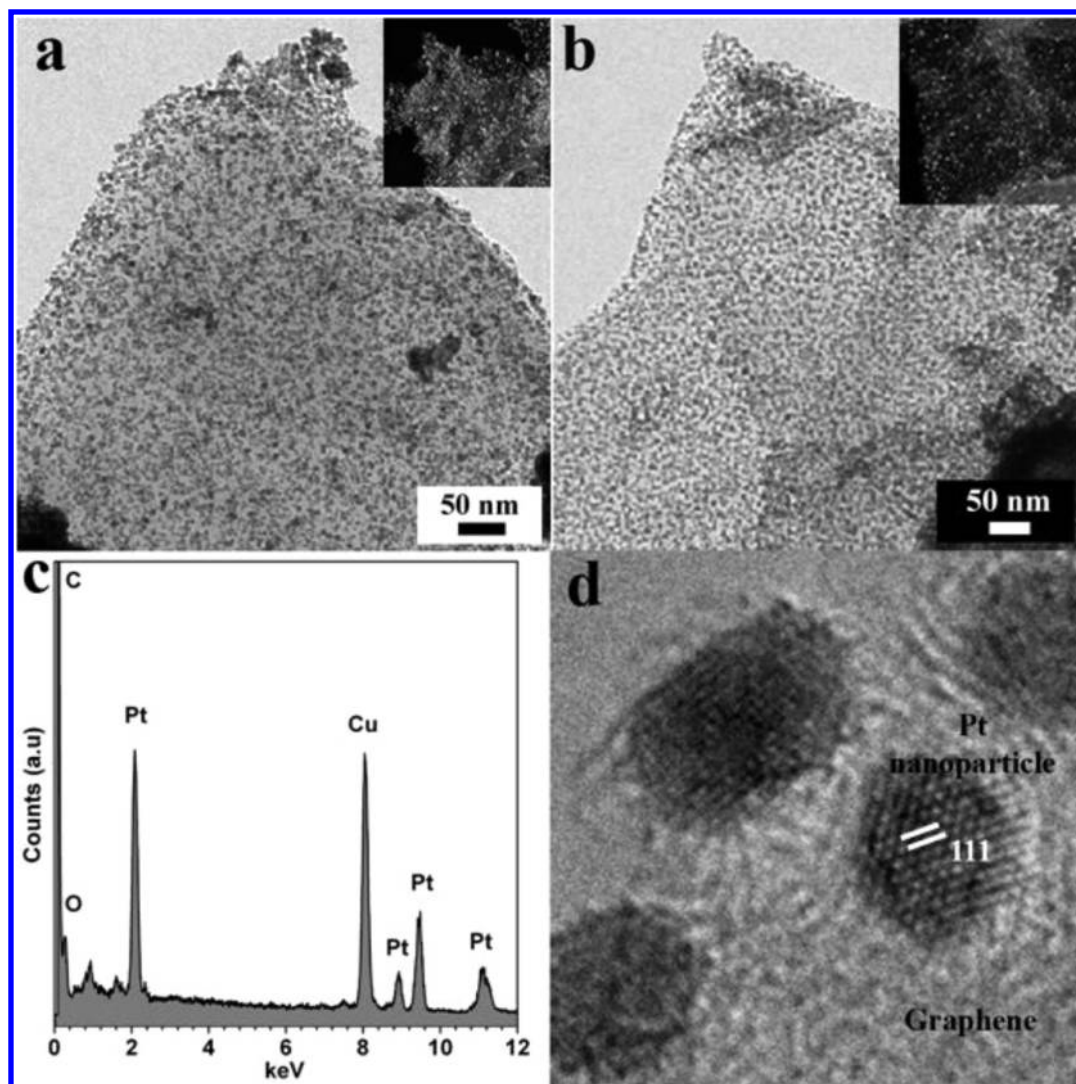 a
50 nm
b
50 nm
c
C
O
Pt
Cu
Pt
Pt
Pt
Counts (a.u)
0
2
4
6
8
10
12
keV
d
Pt
nanoparticle
111
Graphene